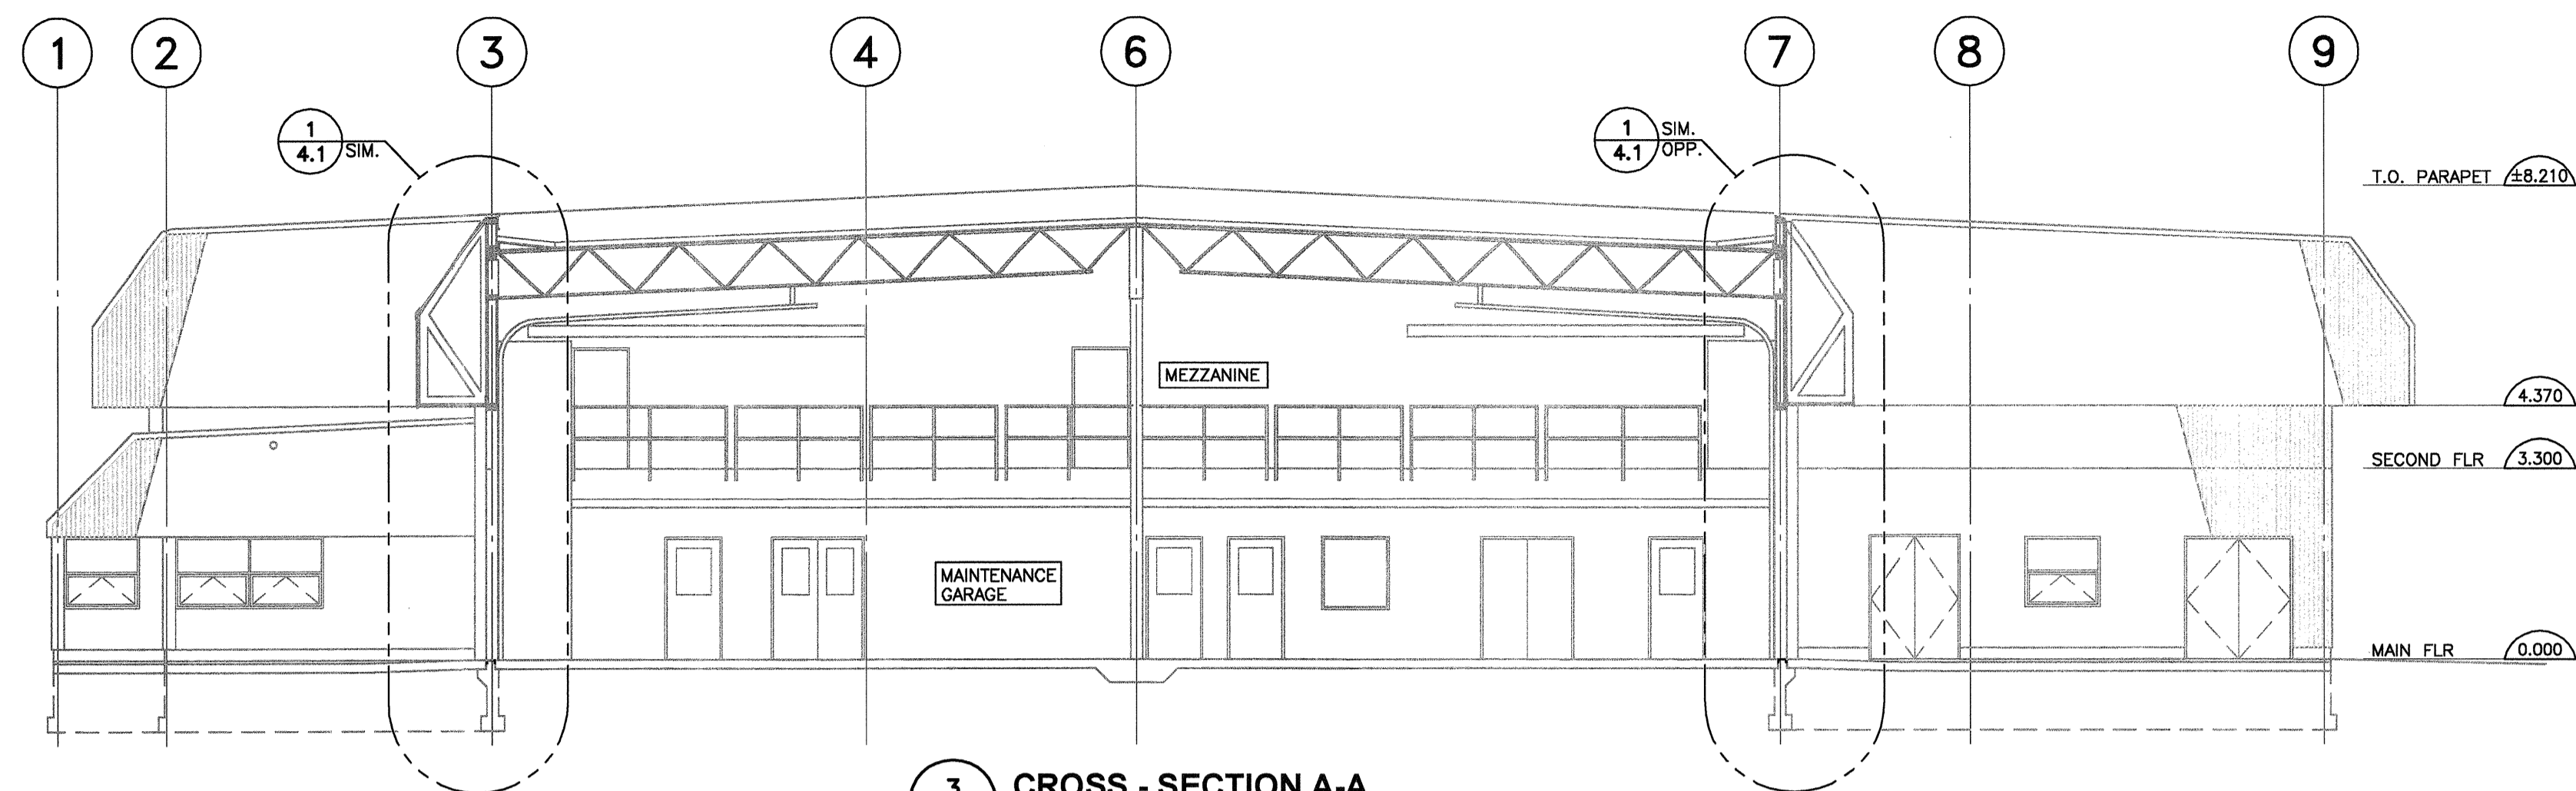 1 2 3 4 6 7 8 9
1
4.1 SIM.
1 SIM.
4.1 OPP.
T.O. PARAPET ±8.210
MEZZANINE
4.370
SECOND FLR 3.300
MAINTENANCE
GARAGE
MAIN FLR 0.000
3 CROSS - SECTION A-A